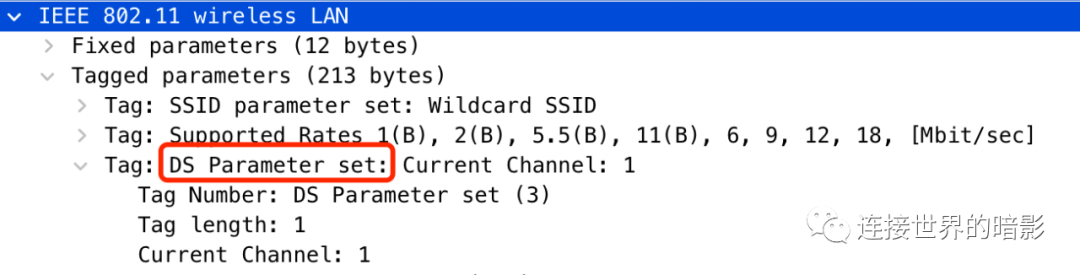 IEEE 802.11 wireless LAN
Fixed parameters (12 bytes)
Tagged parameters (213 bytes)
Tag: SSID parameter set: Wildcard SSID
Tag: Supported Rates 1(B), 2(B), 5.5(B), 11(B), 6, 9, 12, 18, [Mbit/sec]
Tag: DS Parameter set: Current Channel: 1
Tag Number: DS Parameter set (3)
Tag length: 1
Current Channel: 1
连接世界的暗影